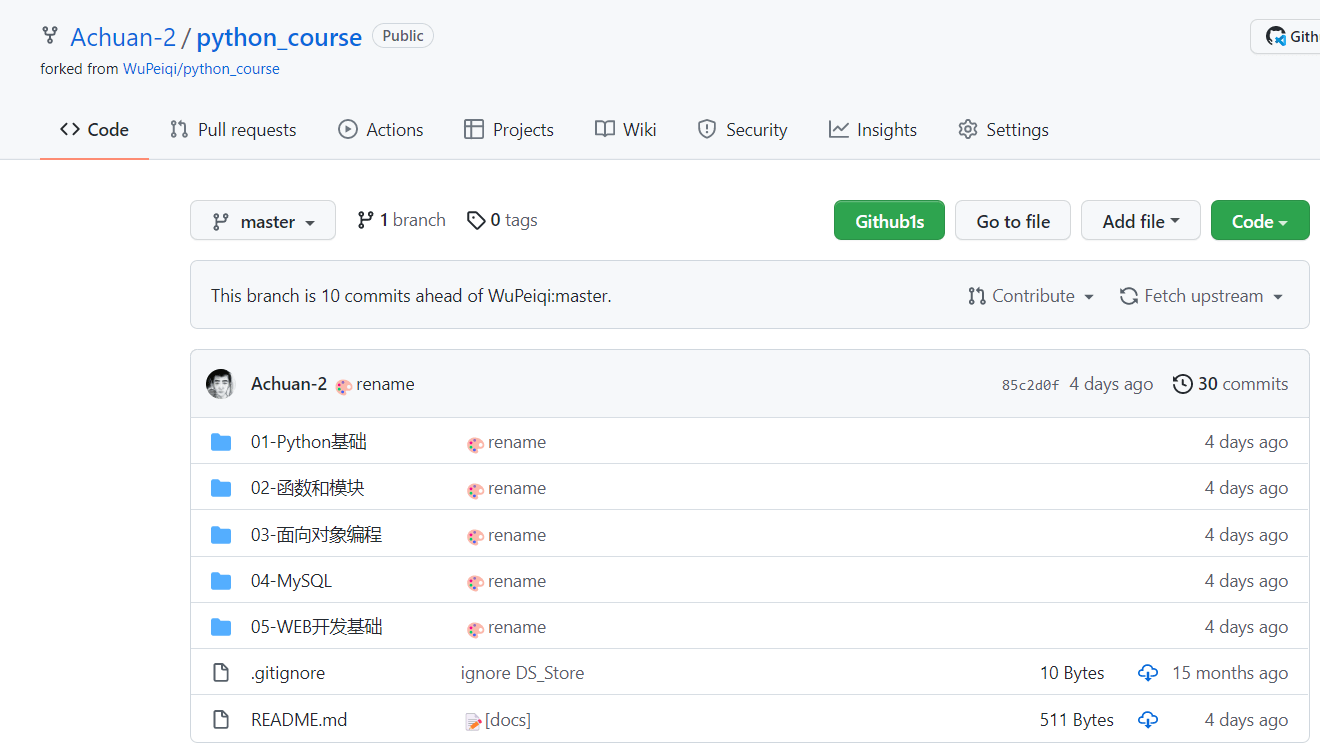 Achuan-2 / python_course Public
Gith
forked from WuPeiqi/python_course
Code Pull requests Actions Projects Wiki Security Insights Settings
master 1 branch 0 tags Github1s Go to file Add file Code
This branch is 10 commits ahead of WuPeiqi:master. Contribute Fetch upstream
Achuan-2 rename 85c2d0f 4 days ago 30 commits
01-Python基础 rename 4 days ago
02-函数和模块 rename 4 days ago
03-面向对象编程 rename 4 days ago
04-MySQL rename 4 days ago
05-WEB开发基础 rename 4 days ago
.gitignore ignore DS_Store 10 Bytes 15 months ago
README.md [docs] 511 Bytes 4 days ago